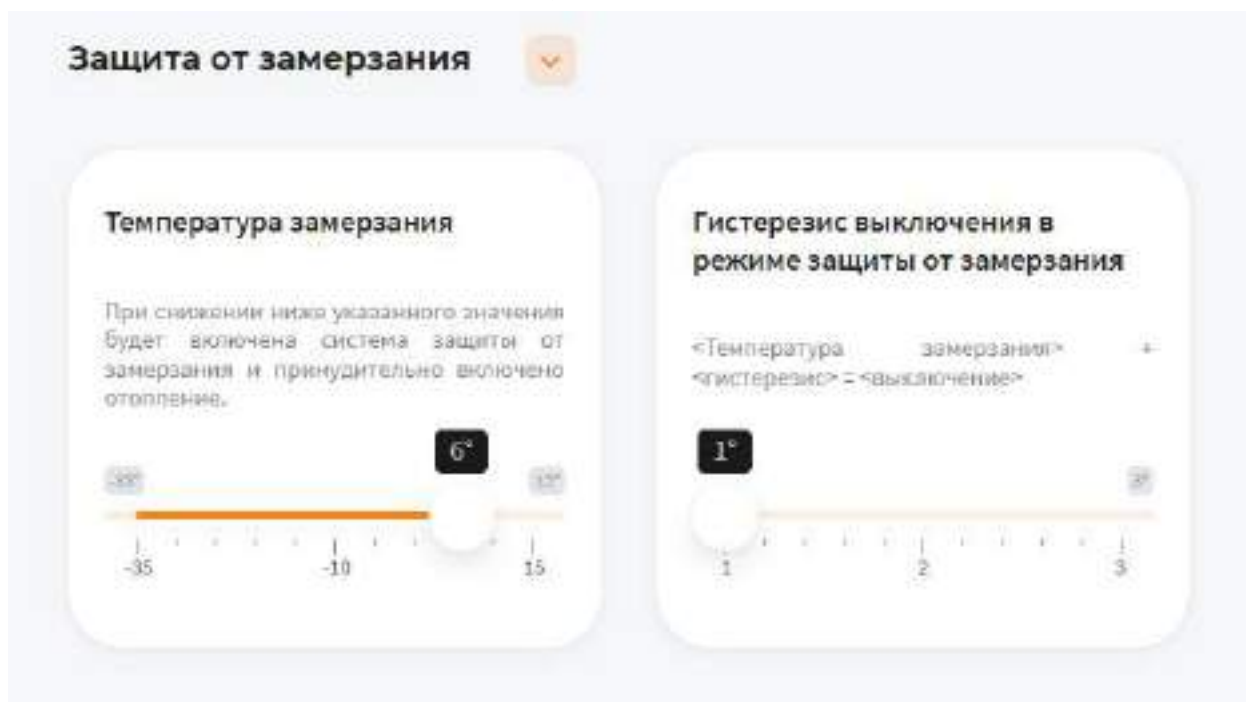 Защита от замерзания
Температура замерзания
При снижении ниже указанного значения
будет включена система защиты от
замерзания и принудительно включено
отопление.
6°
-35
-10
15
Гистерезис выключения в
режиме защиты от замерзания
<Температура замерзания> +
<гистерезис> = <выключение>
1°
3°
1
2
3